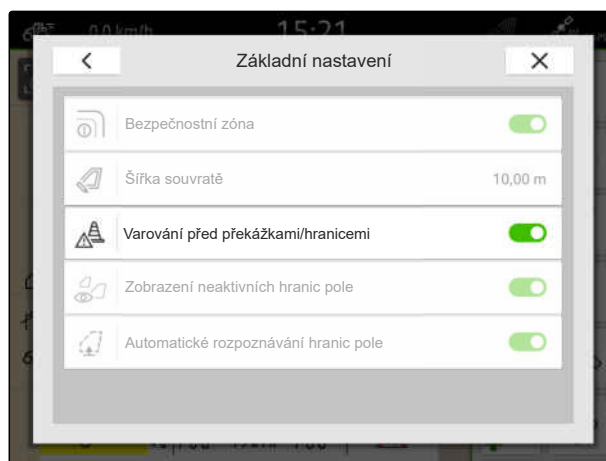 0.0 km/h
15:21
Základní nastavení
Bezpečnostní zóna
Šířka souvratě
10,00 m
Varování před překážkami/hranicemi
Zobrazení neaktivních hranic pole
Automatické rozpoznávání hranic pole